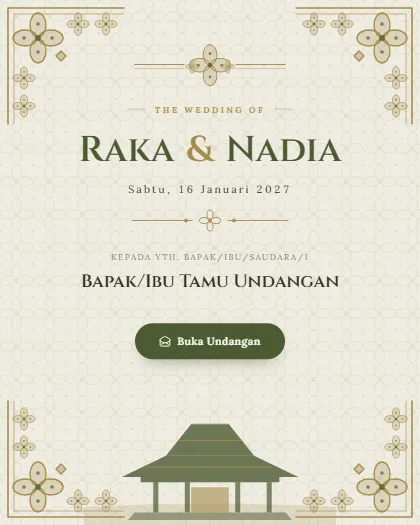 THE WEDDING OF
RAKA & NADIA
Sabtu, 16 Januari 2027
KEPADA YTH. BAPAK/IBU/SAUDARA/I
BAPAK/IBU TAMU UNDANGAN
Buka Undangan